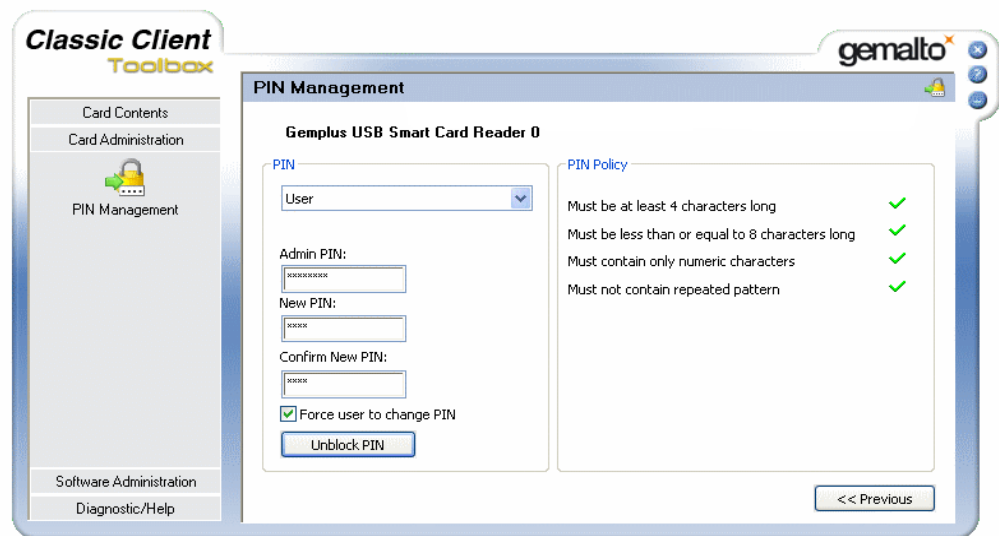 Classic Client
Toolbox
gemalto
PIN Management
Card Contents
Card Administration
PIN Management
Software Administration
Diagnostic/Help
Gemplus USB Smart Card Reader 0
PIN
User
Admin PIN:
××××××××
New PIN:
××××
Confirm New PIN:
××××
Force user to change PIN
Unblock PIN
PIN Policy
Must be at least 4 characters long
Must be less than or equal to 8 characters long
Must contain only numeric characters
Must not contain repeated pattern
<< Previous